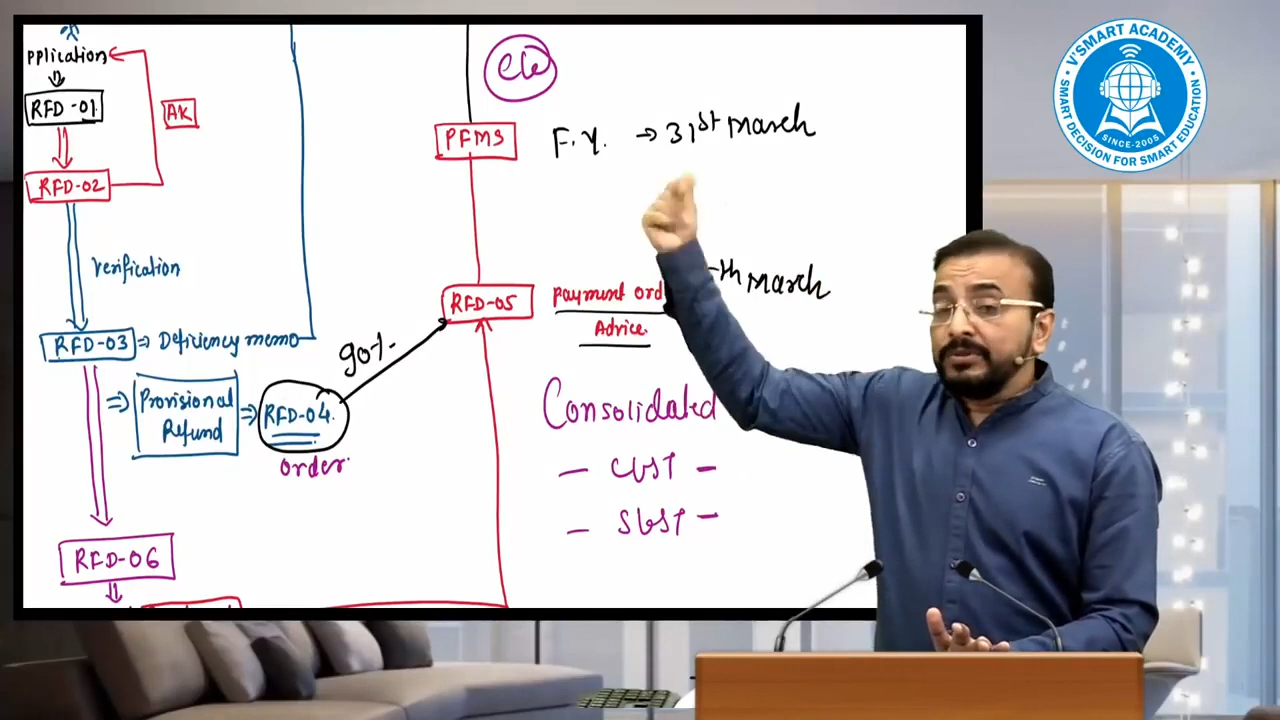 pplication
RFD-01
AK
RFD-02
Verification
RFD-03 ⇒ Deficiency memo
⇒ Provisional Refund ⇒ RFD-04.
order.
90%
RFD-06
PFMS
F.Y. → 31st March
th March
RFD-05
Payment Ord
Advice
Consolidated
- CGST -
- SGST -
V'SMART ACADEMY
SINCE-2005
SMART DECISION FOR SMART EDUCATION